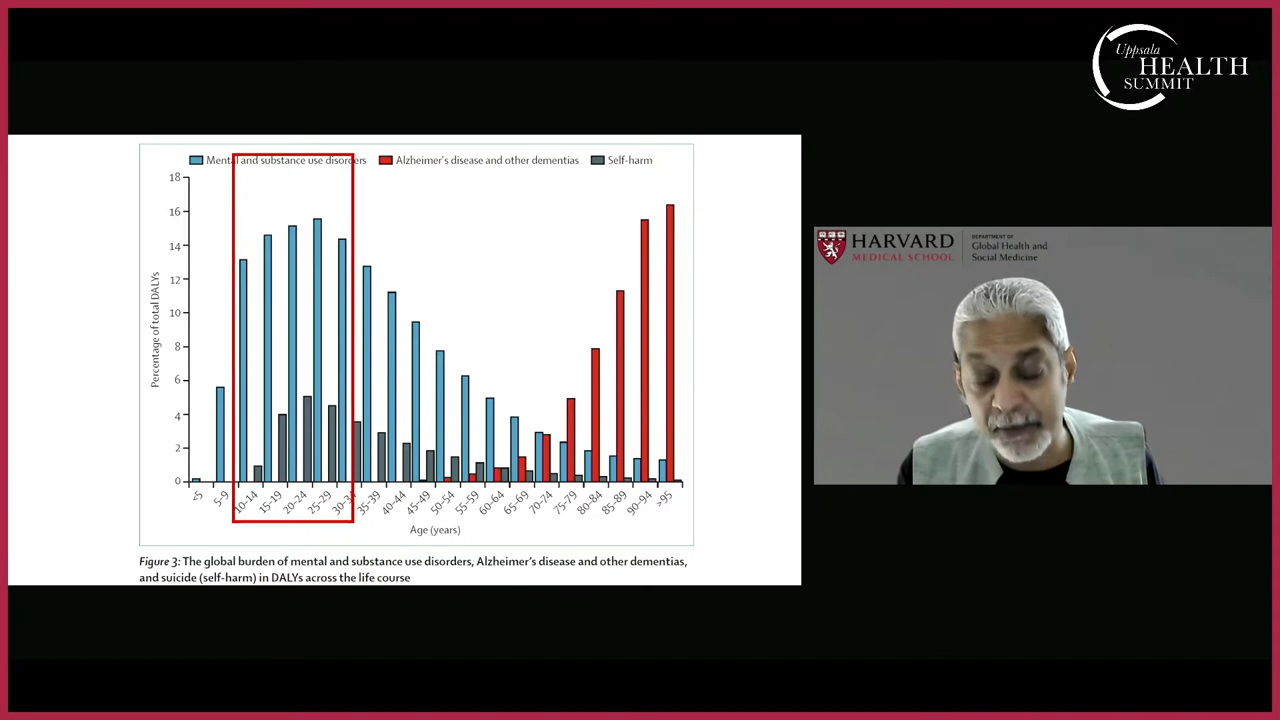 Uppsala
HEALTH
SUMMIT
Mental and substance use disorders
Alzheimer's disease and other dementias
Self-harm
18
16
14
12
10
8
6
4
2
0
Percentage of total DALYs
<5
5-9
10-14
15-19
20-24
25-29
30-34
35-39
40-44
45-49
50-54
55-59
60-64
65-69
70-74
75-79
80-84
85-89
90-94
>95
Age (years)
Figure 3: The global burden of mental and substance use disorders, Alzheimer's disease and other dementias,
and suicide (self-harm) in DALYs across the life course
HARVARD
MEDICAL SCHOOL
DEPARTMENT OF
Global Health and
Social Medicine